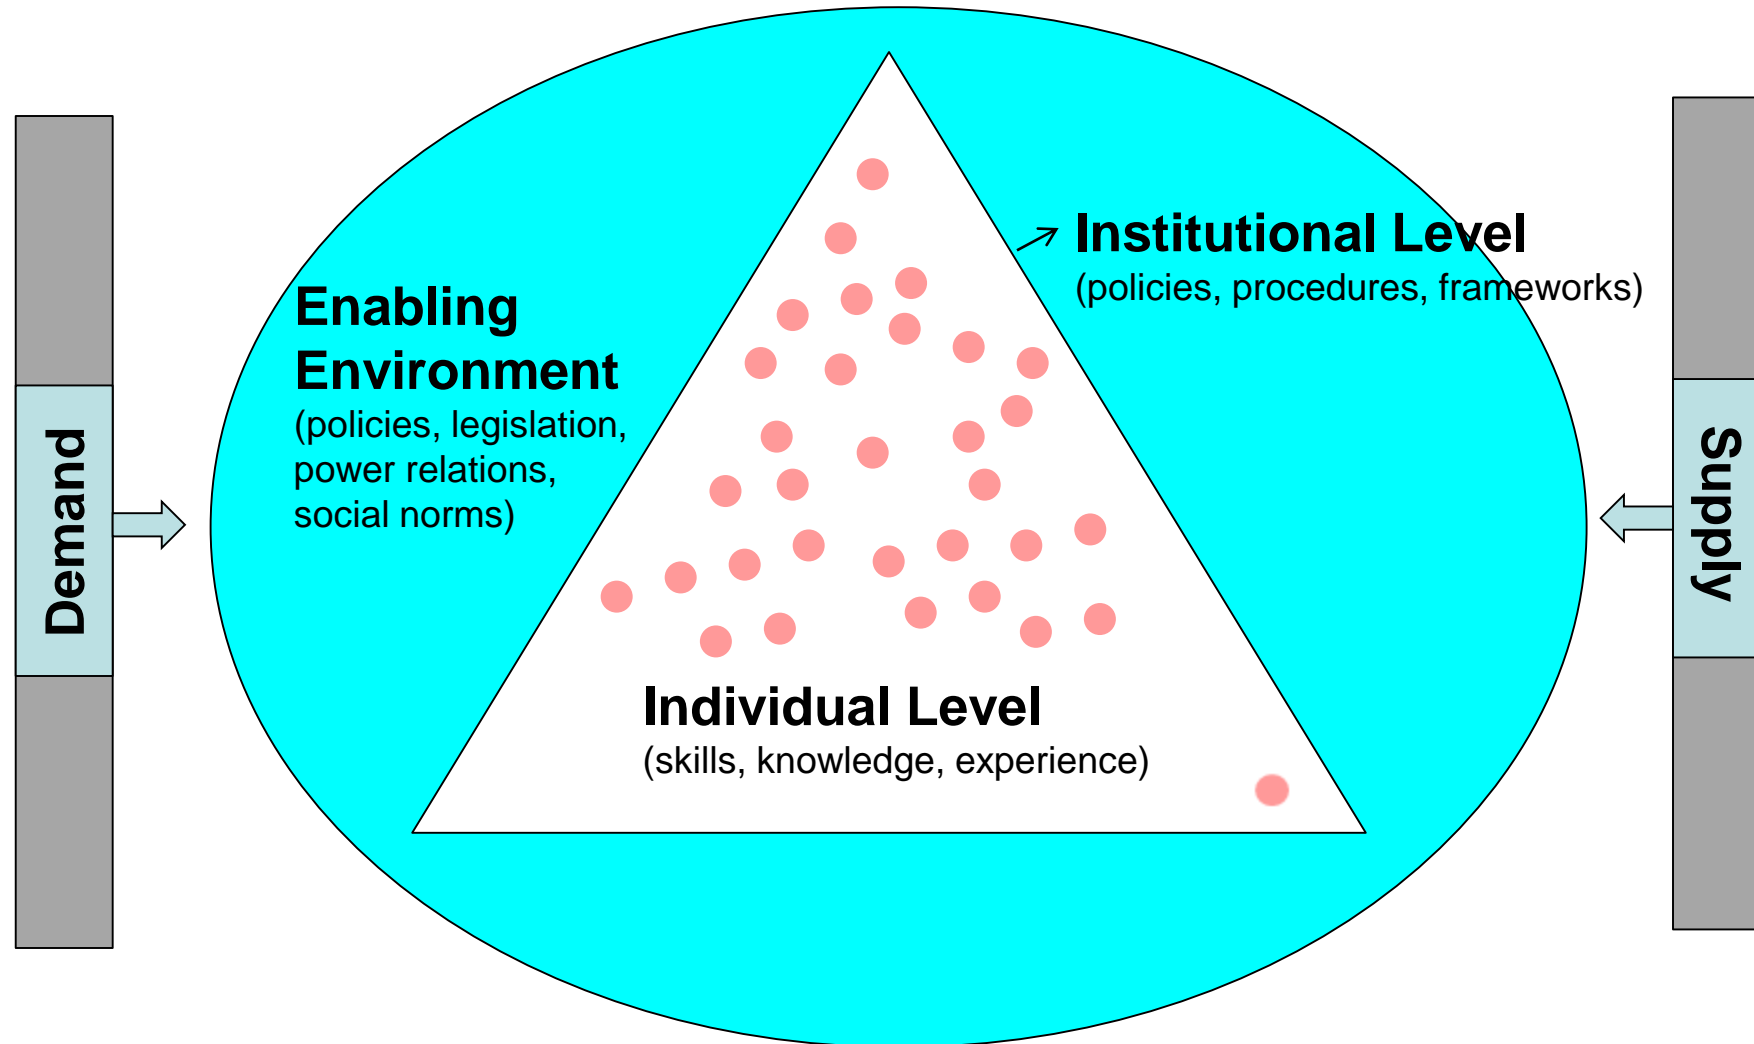 Demand
Enabling
Environment
(policies, legislation,
power relations,
social norms)
Institutional Level
(policies, procedures, frameworks)
Individual Level
(skills, knowledge, experience)
Supply